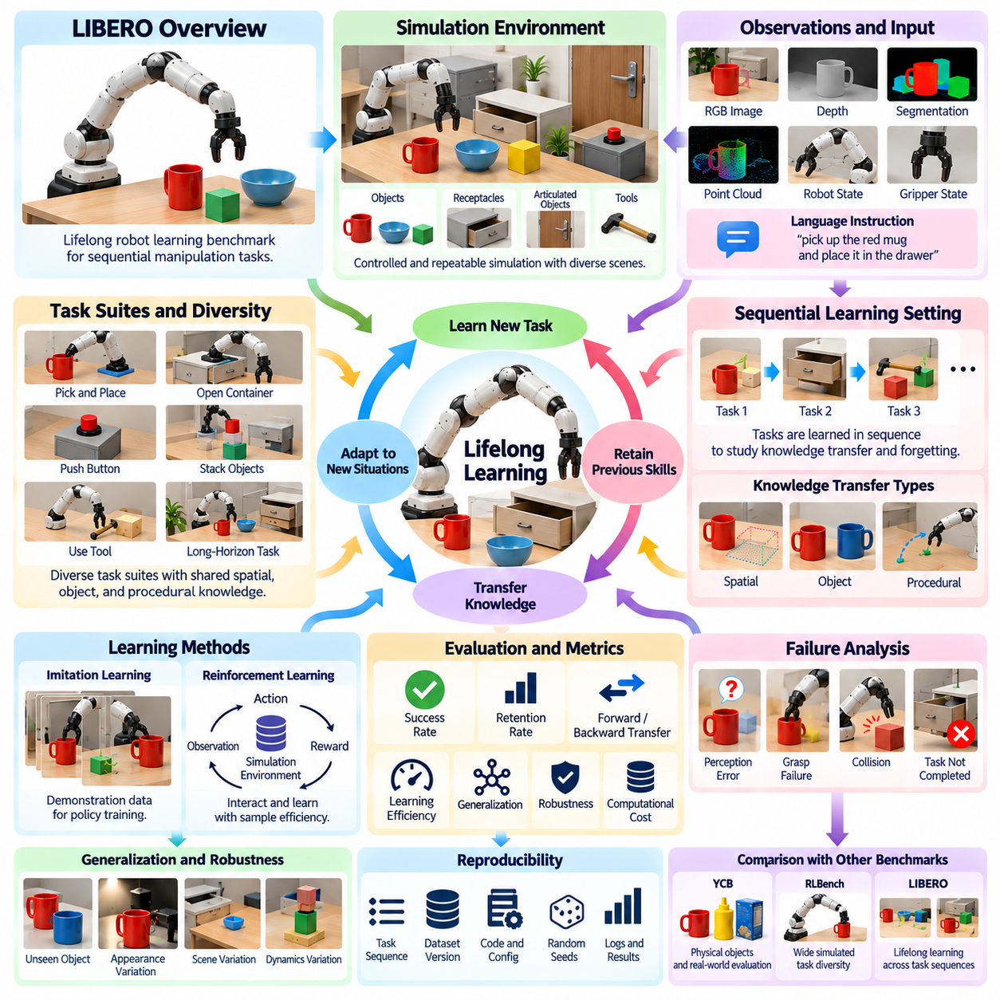 LIBERO Overview
Lifelong robot learning benchmark
for sequential manipulation tasks.
Simulation Environment
Objects
Receptacles
Articulated
Objects
Tools
Controlled and repeatable simulation with diverse scenes.
Observations and Input
RGB Image
Depth
Segmentation
Point Cloud
Robot State
Gripper State
Language Instruction
“pick up the red mug
and place it in the drawer”
Task Suites and Diversity
Pick and Place
Open Container
Push Button
Stack Objects
Use Tool
Long-Horizon Task
Diverse task suites with shared spatial,
object, and procedural knowledge.
Learn New Task
Adapt to
New Situations
Lifelong
Learning
Retain
Previous Skills
Transfer
Knowledge
Sequential Learning Setting
Task 1
Task 2
Task 3
...
Tasks are learned in sequence
to study knowledge transfer and forgetting.
Knowledge Transfer Types
Spatial
Object
Procedural
Learning Methods
Imitation Learning
Demonstration data
for policy training.
Reinforcement Learning
Action
Observation
Reward
Simulation
Environment
Interact and learn
with sample efficiency.
Evaluation and Metrics
Success
Rate
Retention
Rate
Forward /
Backward Transfer
Learning
Efficiency
Generalization
Robustness
Computational
Cost
Failure Analysis
?
Perception
Error
Grasp
Failure
Collision
Task Not
Completed
Generalization and Robustness
Unseen Object
Appearance
Variation
Scene Variation
Dynamics Variation
Reproducibility
Task
Sequence
Dataset
Version
Code and
Config
Random
Seeds
Logs and
Results
Comparison with Other Benchmarks
YCB
Physical objects
and real-world evaluation
RLBench
Wide simulated
task diversity
LIBERO
Lifelong learning
across task sequences